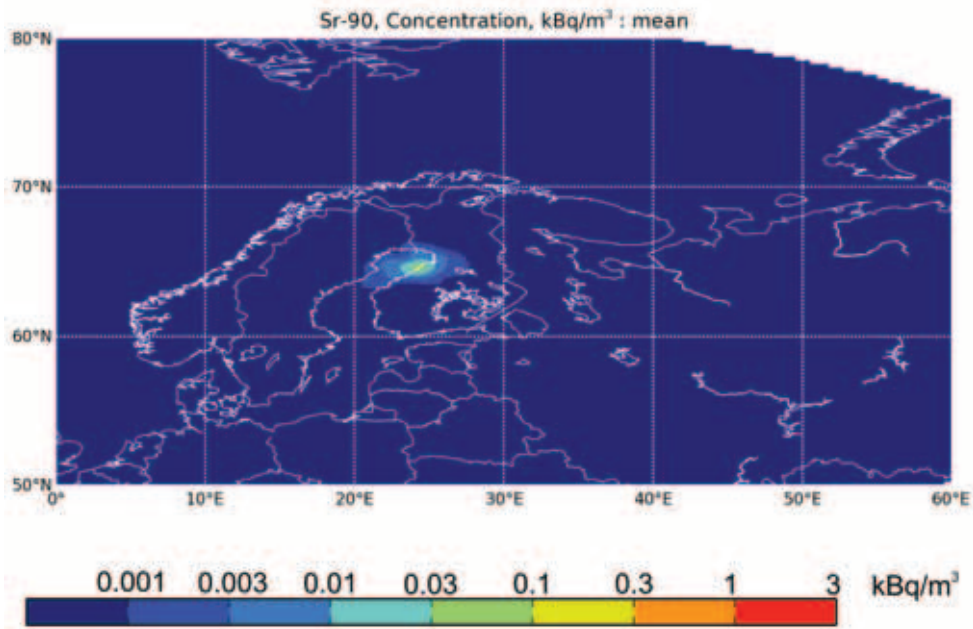 Sr-90, Concentration, kBq/m³ : mean
80°N
70°N
60°N
50°N
0° 10°E 20°E 30°E 40°E 50°E 60°E
0.001 0.003 0.01 0.03 0.1 0.3 1 3 kBq/m³